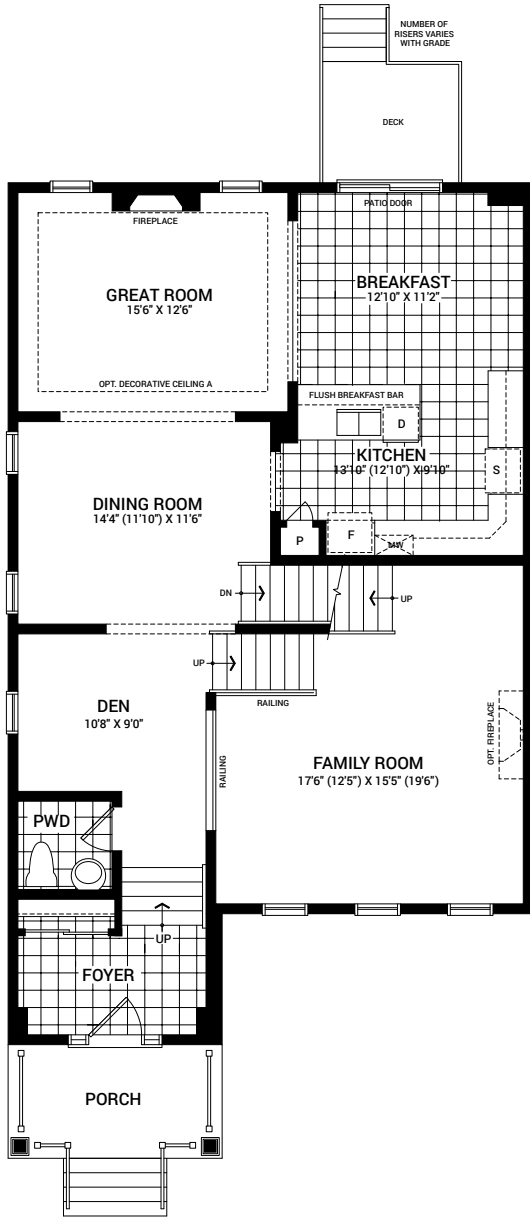 NUMBER OF
RISERS VARIES
WITH GRADE
DECK
PATIO DOOR
FIREPLACE
GREAT ROOM
15'6" X 12'6"
OPT. DECORATIVE CEILING A
BREAKFAST
12'10" X 11'2"
FLUSH BREAKFAST BAR
D
KITCHEN
13'10" (12'10") X 9'10"
S
DINING ROOM
14'4" (11'10") X 11'6"
P
F
MW
DN
UP
UP
RAILING
DEN
10'8" X 9'0"
RAILING
OPT. FIREPLACE
FAMILY ROOM
17'6" (12'5") X 15'5" (19'6")
PWD
UP
FOYER
PORCH